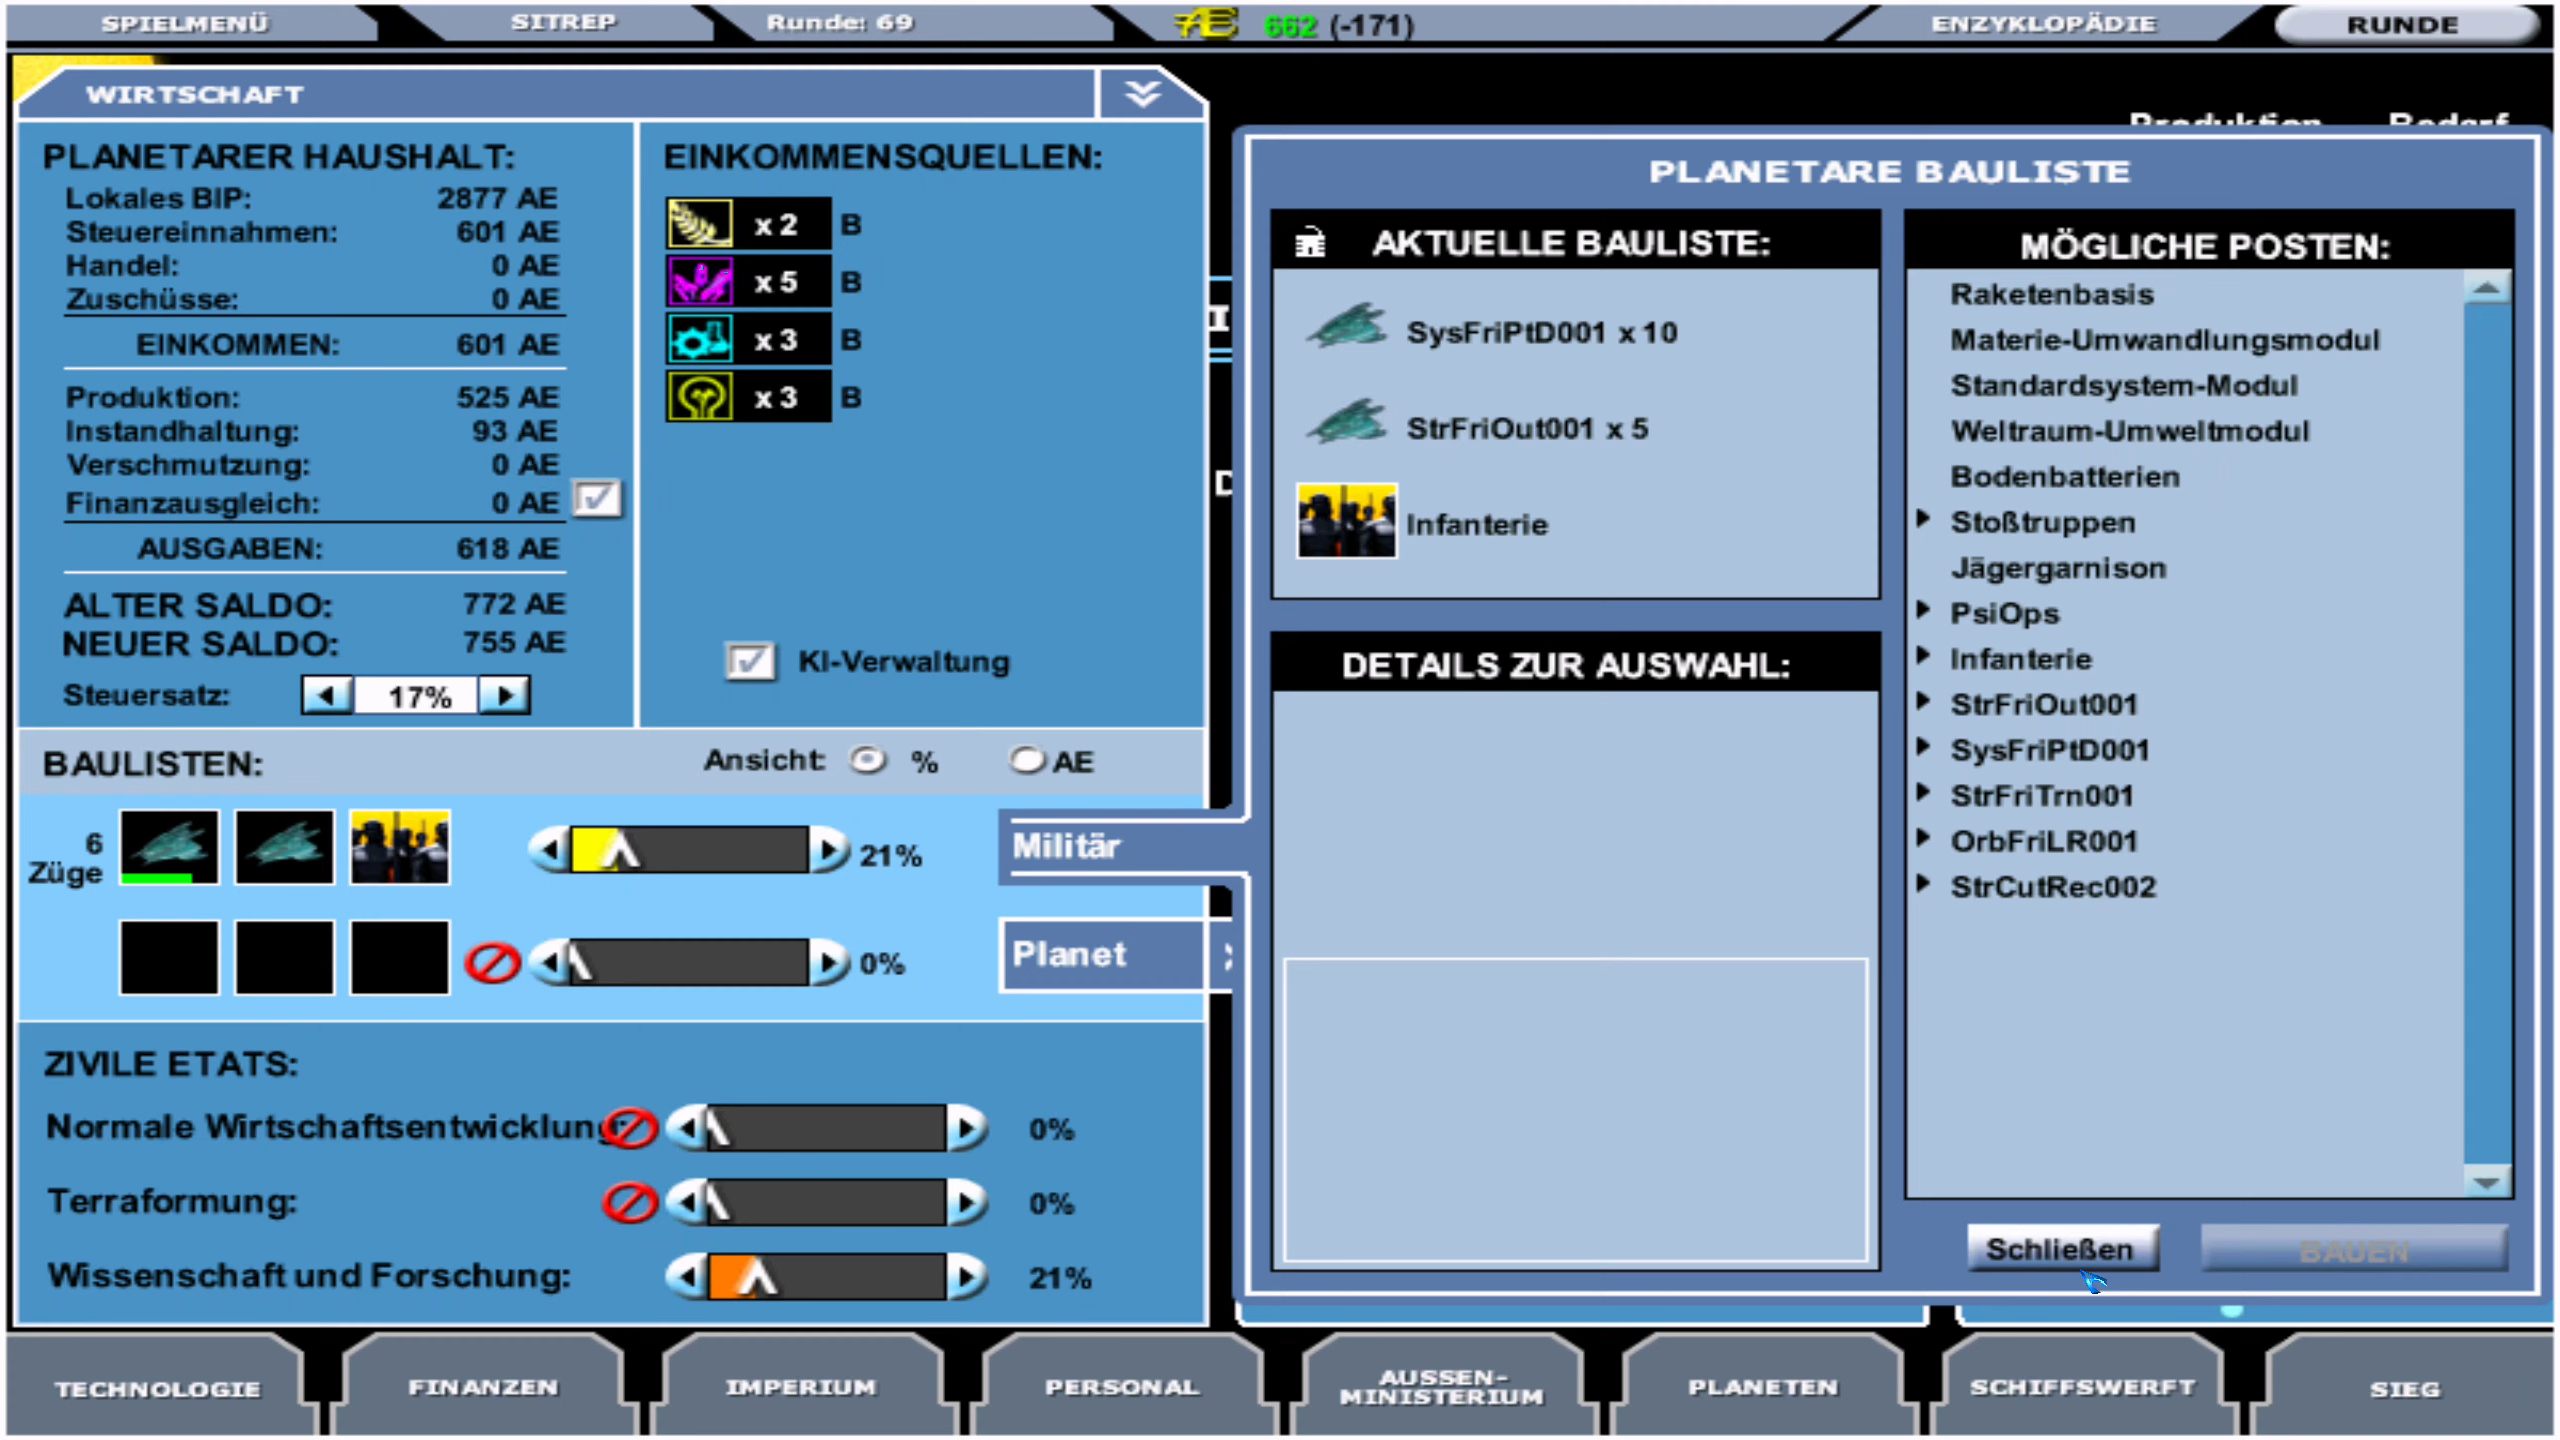 SPIELMENÜ
SITREP
Runde: 69
662 (-171)
ENZYKLOPÄDIE
RUNDE
WIRTSCHAFT
Produktion Bedarf
PLANETARER HAUSHALT:
Lokales BIP: 2877 AE
Steuereinnahmen: 601 AE
Handel: 0 AE
Zuschüsse: 0 AE
EINKOMMEN: 601 AE
Produktion: 525 AE
Instandhaltung: 93 AE
Verschmutzung: 0 AE
Finanzausgleich: 0 AE
AUSGABEN: 618 AE
ALTER SALDO: 772 AE
NEUER SALDO: 755 AE
Steuersatz: 17%
EINKOMMENSQUELLEN:
x 2 B
x 5 B
x 3 B
x 3 B
KI-Verwaltung
BAULISTEN:
Ansicht: % AE
6
Züge
21%
Militär
0%
Planet
ZIVILE ETATS:
Normale Wirtschaftsentwicklung: 0%
Terraformung: 0%
Wissenschaft und Forschung: 21%
PLANETARE BAULISTE
AKTUELLE BAULISTE:
SysFriPtD001 x 10
StrFriOut001 x 5
Infanterie
DETAILS ZUR AUSWAHL:
MÖGLICHE POSTEN:
Raketenbasis
Materie-Umwandlungsmodul
Standardsystem-Modul
Weltraum-Umweltmodul
Bodenbatterien
Stoßtruppen
Jägergarnison
PsiOps
Infanterie
StrFriOut001
SysFriPtD001
StrFriTrn001
OrbFriLR001
StrCutRec002
Schließen
BAUEN
TECHNOLOGIE
FINANZEN
IMPERIUM
PERSONAL
AUSSEN-
MINISTERIUM
PLANETEN
SCHIFFSWERFT
SIEG